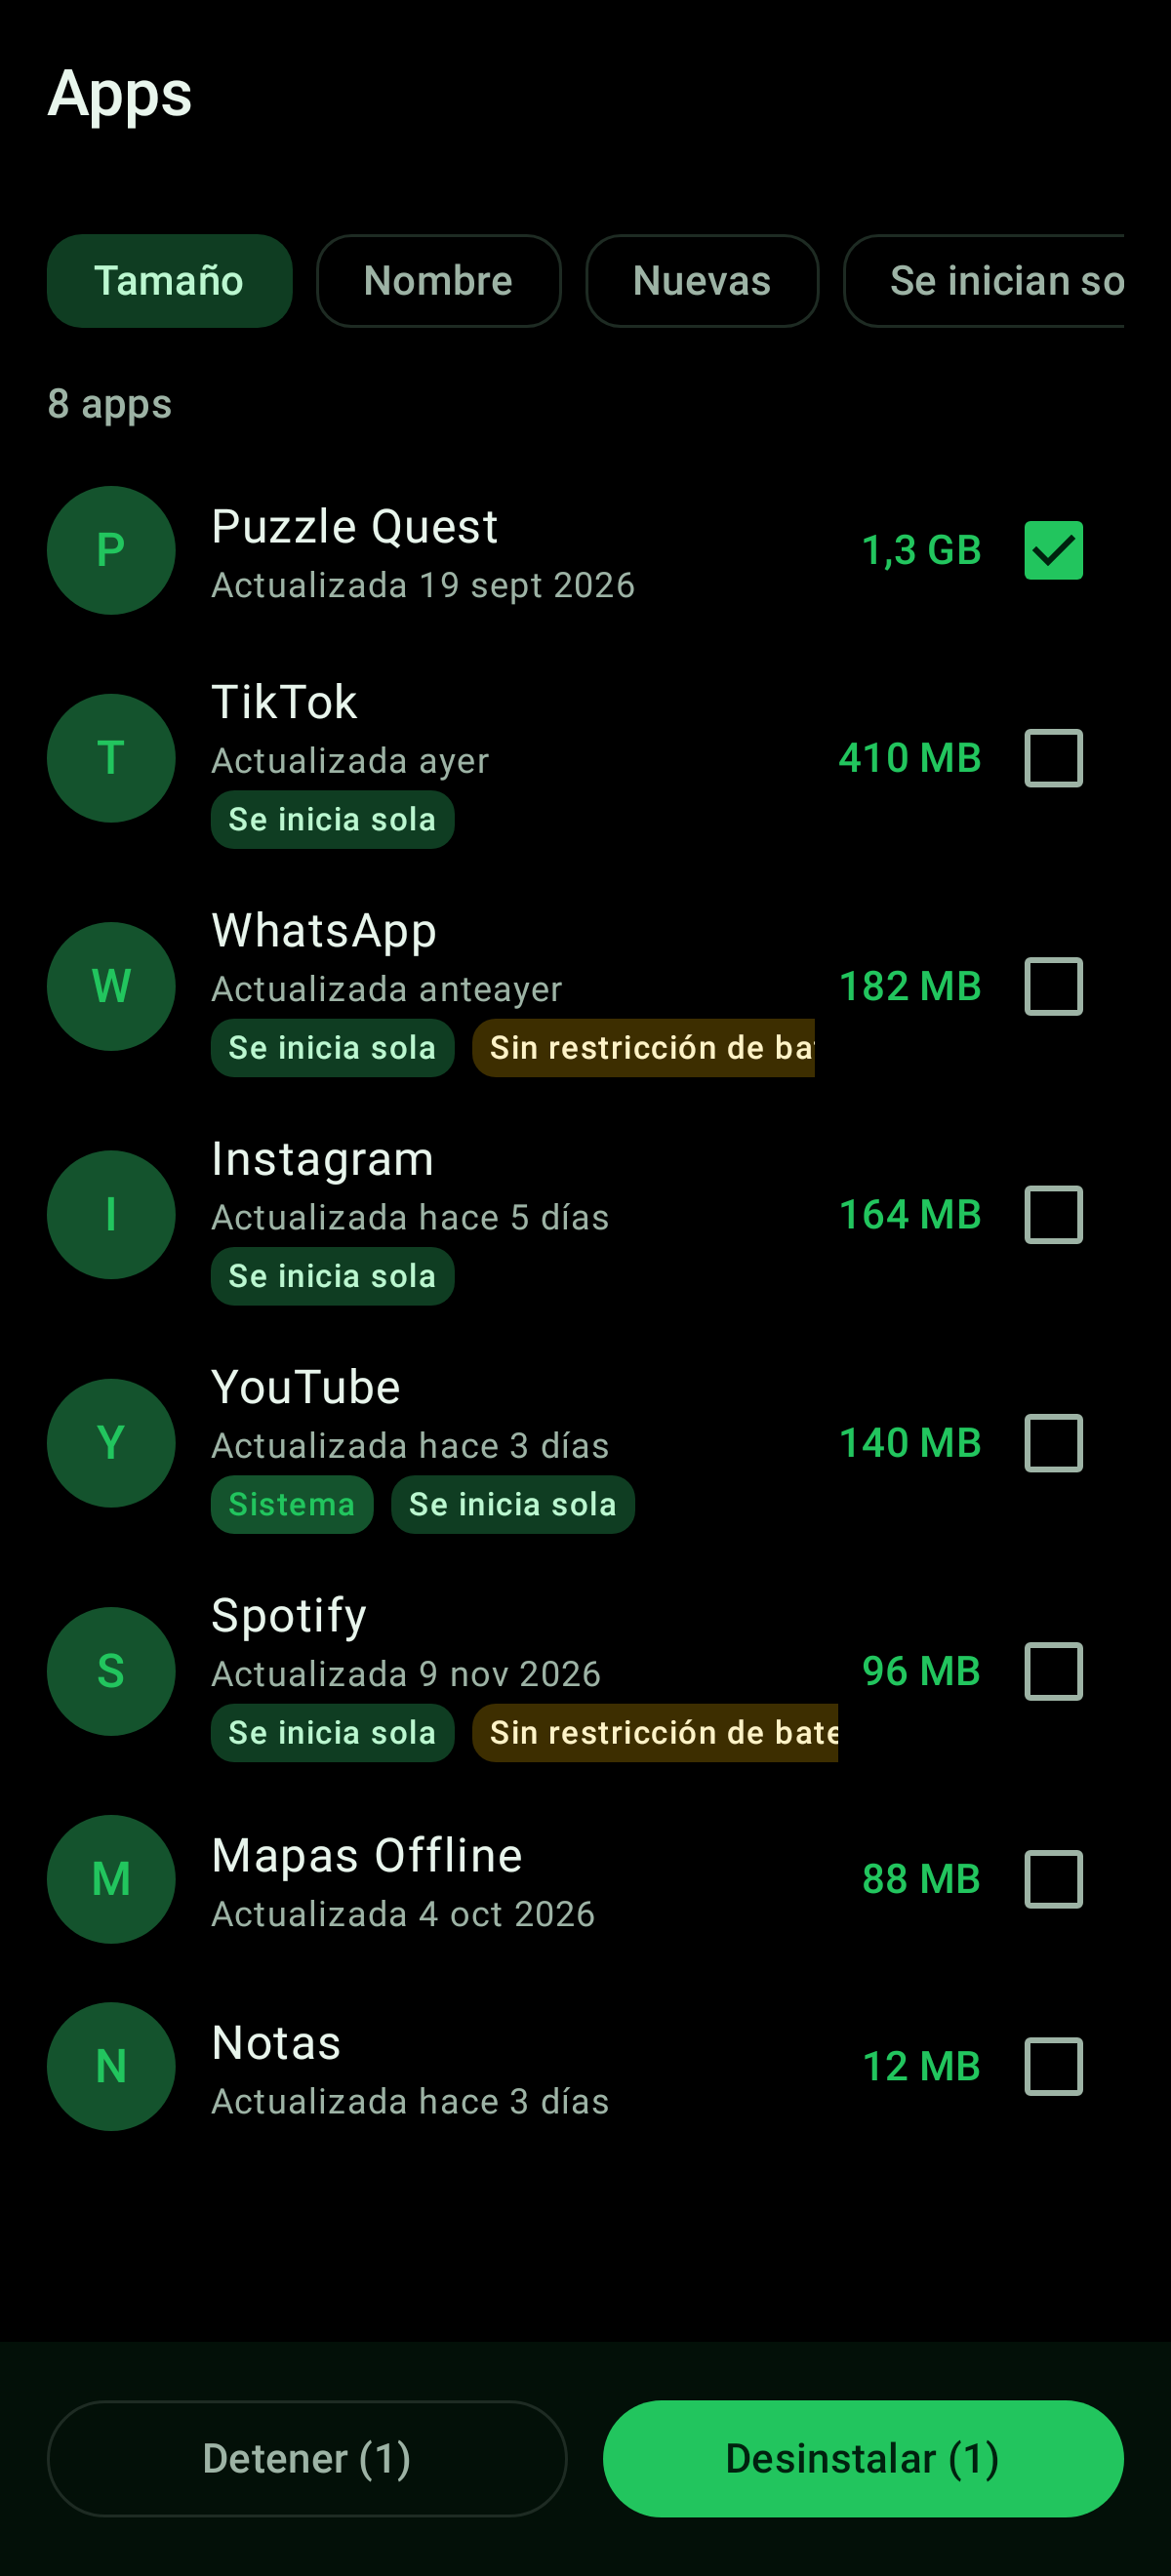 Apps
Tamaño Nombre Nuevas Se inician so
8 apps
P
Puzzle Quest
Actualizada 19 sept 2026
1,3 GB
T
TikTok
Actualizada ayer
Se inicia sola
410 MB
W
WhatsApp
Actualizada anteayer
Se inicia sola Sin restricción de bat
182 MB
I
Instagram
Actualizada hace 5 días
Se inicia sola
164 MB
Y
YouTube
Actualizada hace 3 días
Sistema Se inicia sola
140 MB
S
Spotify
Actualizada 9 nov 2026
Se inicia sola Sin restricción de bate
96 MB
M
Mapas Offline
Actualizada 4 oct 2026
88 MB
N
Notas
Actualizada hace 3 días
12 MB
Detener (1) Desinstalar (1)